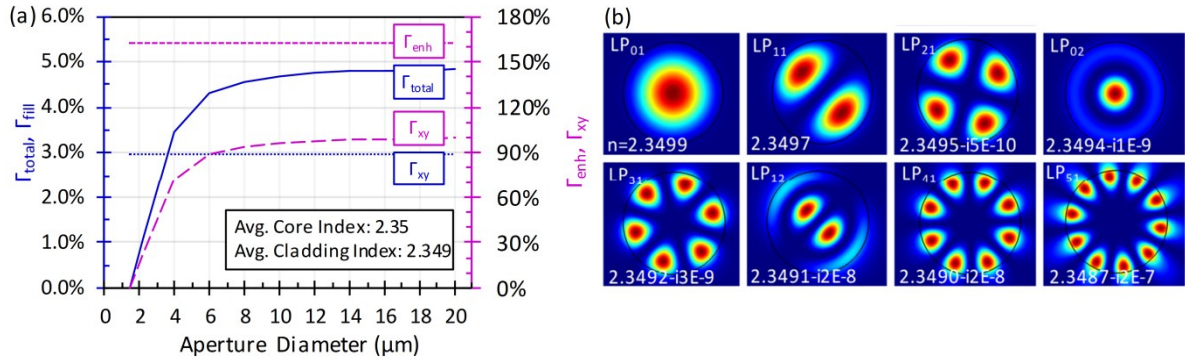 (a)
6.0%
5.0%
4.0%
3.0%
2.0%
1.0%
0.0%
Γtotal, Γfill
180%
150%
120%
90%
60%
30%
0%
Γenh, Γxy
Γenh
Γtotal
Γxy
Γxy
Avg. Core Index: 2.35
Avg. Cladding Index: 2.349
0 2 4 6 8 10 12 14 16 18 20
Aperture Diameter (μm)
(b)
LP01
n=2.3499
LP11
2.3497
LP21
2.3495-i5E-10
LP02
2.3494-i1E-9
LP31
2.3492-i3E-9
LP12
2.3491-i2E-8
LP41
2.3490-i2E-8
LP51
2.3487-i2E-7